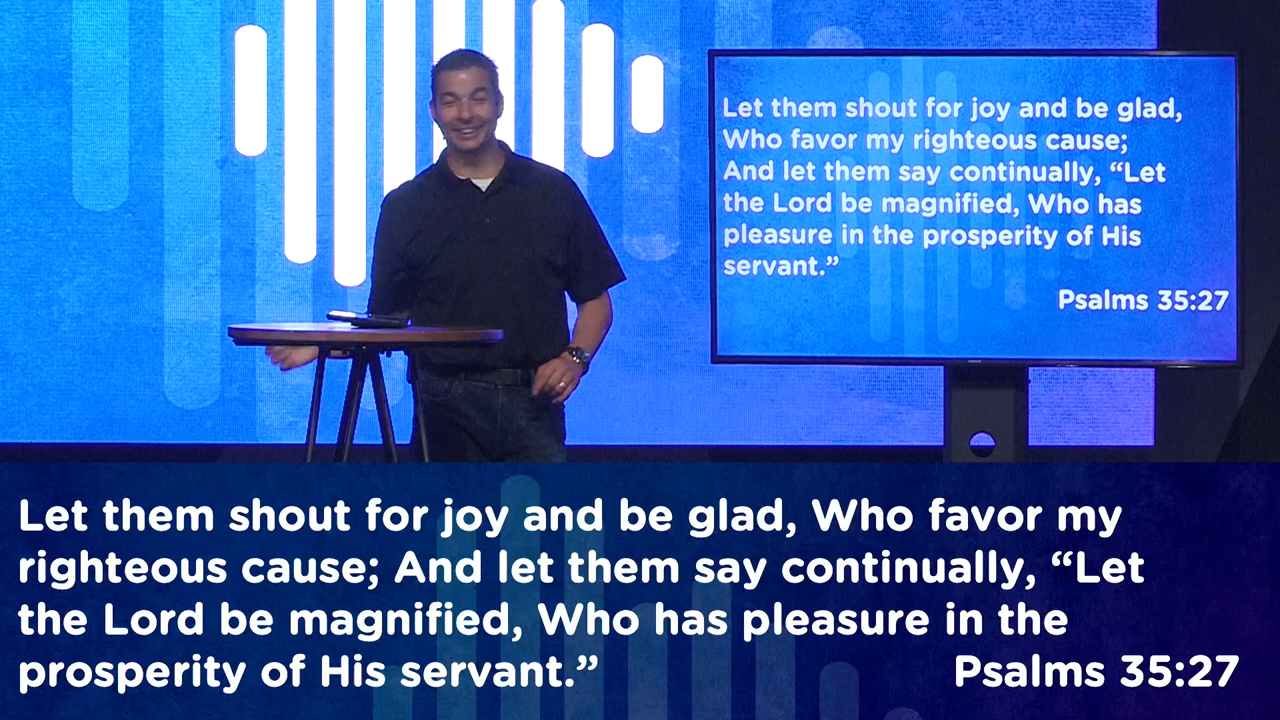 Let them shout for joy and be glad,
Who favor my righteous cause;
And let them say continually, “Let
the Lord be magnified, Who has
pleasure in the prosperity of His
servant.”
Psalms 35:27
Let them shout for joy and be glad, Who favor my
righteous cause; And let them say continually, “Let
the Lord be magnified, Who has pleasure in the
prosperity of His servant.” Psalms 35:27